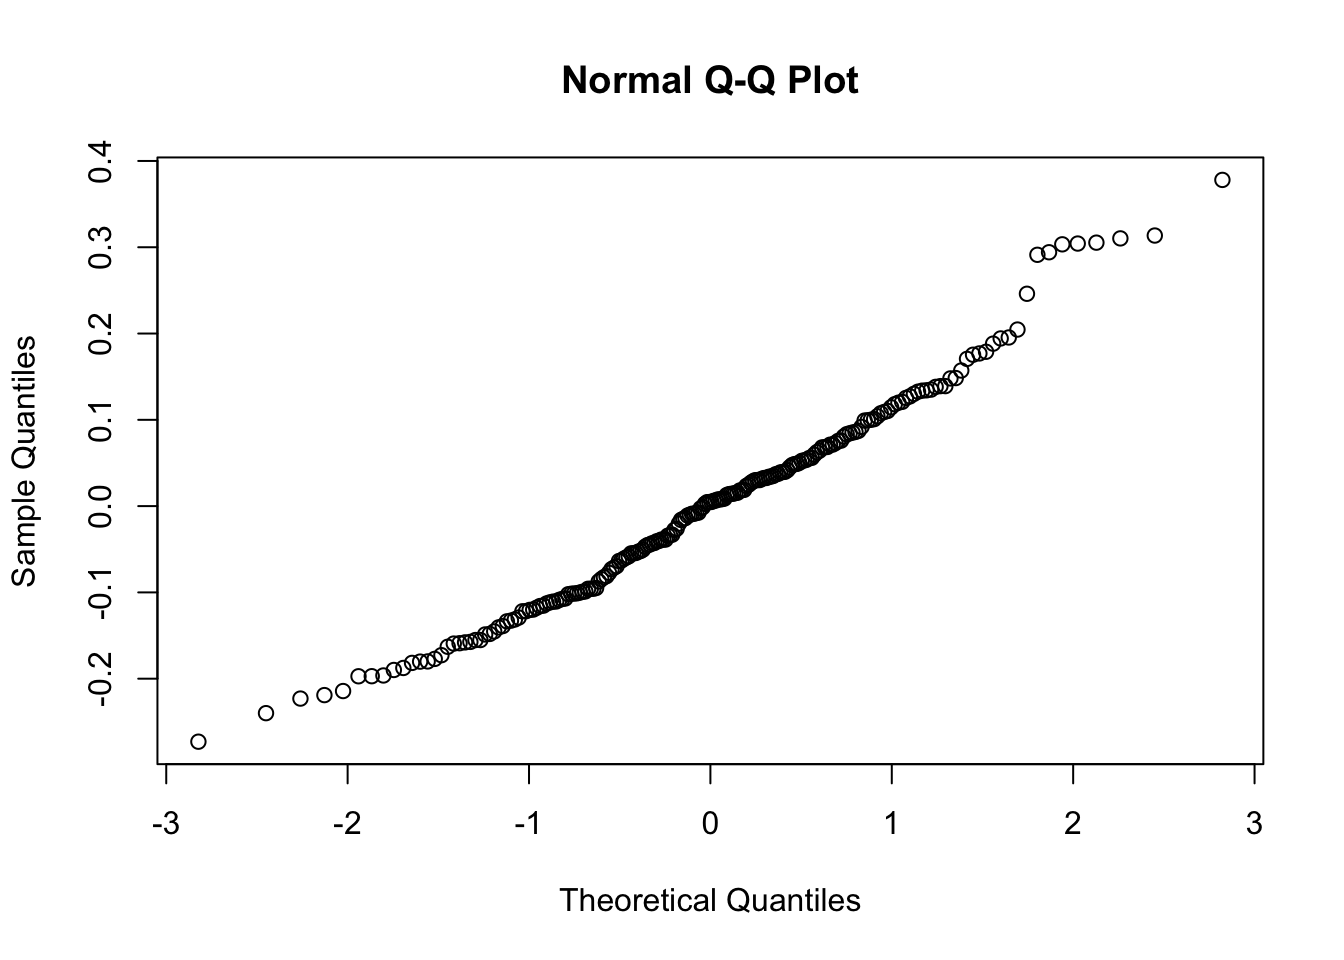 Normal Q-Q Plot
Sample Quantiles
0.4
0.3
0.2
0.1
0.0
-0.1
-0.2
-3 -2 -1 0 1 2 3
Theoretical Quantiles